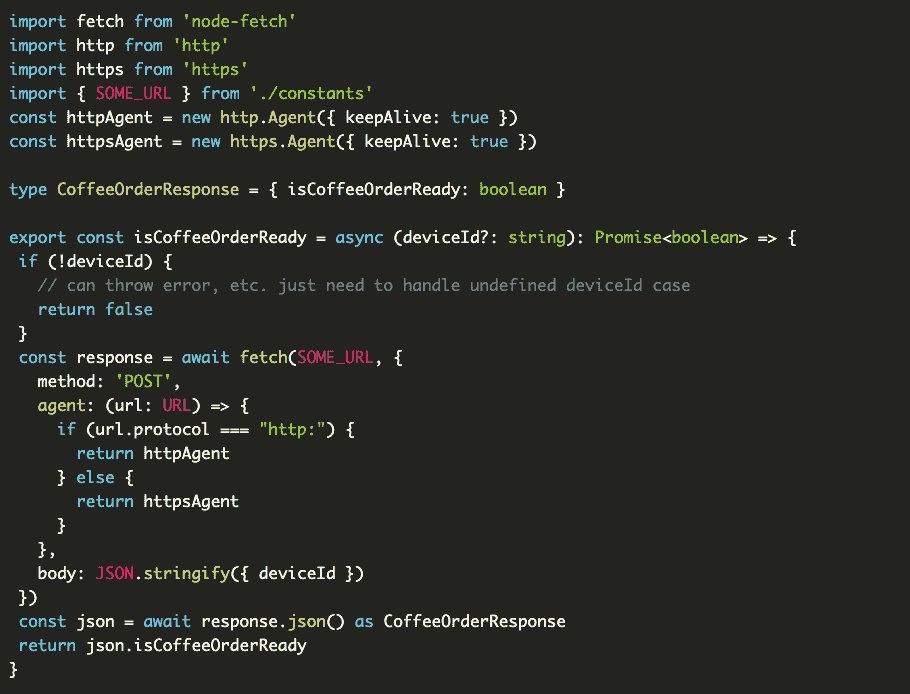 import fetch from 'node-fetch'
import http from 'http'
import https from 'https'
import { SOME_URL } from './constants'
const httpAgent = new http.Agent({ keepAlive: true })
const httpsAgent = new https.Agent({ keepAlive: true })

type CoffeeOrderResponse = { isCoffeeOrderReady: boolean }

export const isCoffeeOrderReady = async (deviceId?: string): Promise<boolean> => {
 if (!deviceId) {
   // can throw error, etc. just need to handle undefined deviceId case
   return false
 }
 const response = await fetch(SOME_URL, {
   method: 'POST',
   agent: (url: URL) => {
     if (url.protocol === "http:") {
       return httpAgent
     } else {
       return httpsAgent
     }
   },
   body: JSON.stringify({ deviceId })
 })
 const json = await response.json() as CoffeeOrderResponse
 return json.isCoffeeOrderReady
}